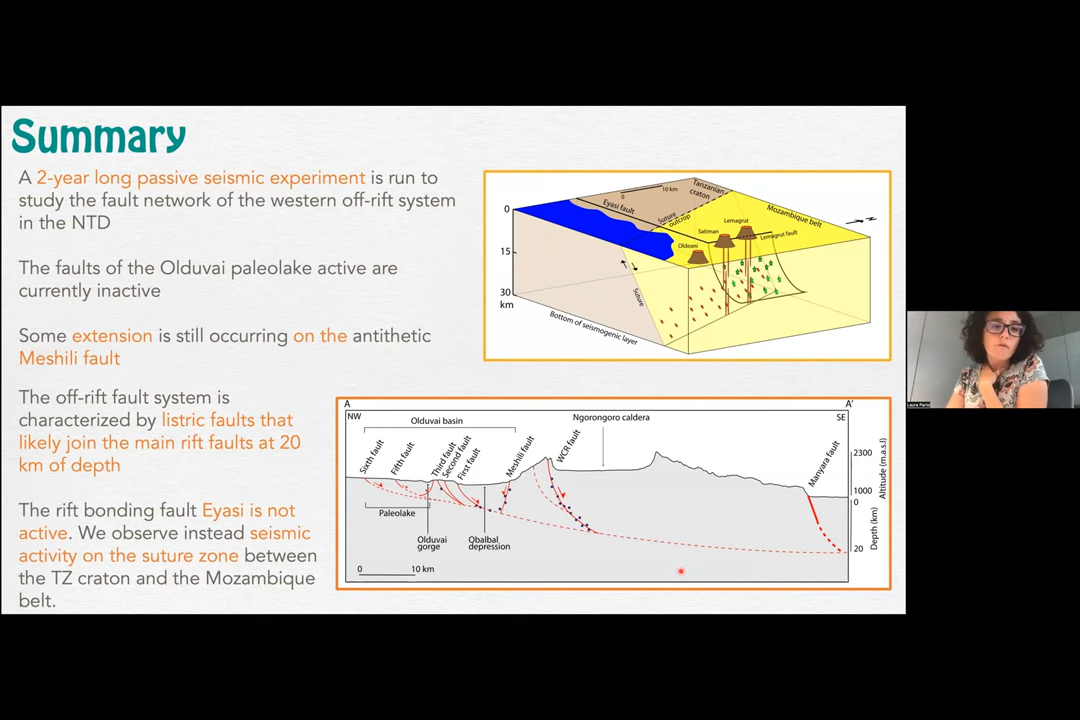 Summary
A 2-year long passive seismic experiment is run to
study the fault network of the western off-rift system
in the NTD
The faults of the Olduvai paleolake active are
currently inactive
Some extension is still occurring on the antithetic
Meshili fault
The off-rift fault system is
characterized by listric faults that
likely join the main rift faults at 20
km of depth
The rift bonding fault Eyasi is not
active. We observe instead seismic
activity on the suture zone between
the TZ craton and the Mozambique
belt.
0
15
30
km
0
10 km
Tanzanian
craton
Eyasi fault
Suture
outcrop
Mozambique belt
Lemagrut
Satiman
Lemagrut fault
Oldeani
Suture
Bottom of seismogenic layer
A
A'
NW
SE
Olduvai basin
Ngorongoro caldera
Sixth fault
Fifth fault
Third fault
Second fault
First fault
Meshili fault
WCR fault
Manyara fault
2300
1000
0
20
Altitude (m.a.s.l)
Depth (km)
Paleolake
Olduvai
gorge
Obalbal
depression
0
10 km